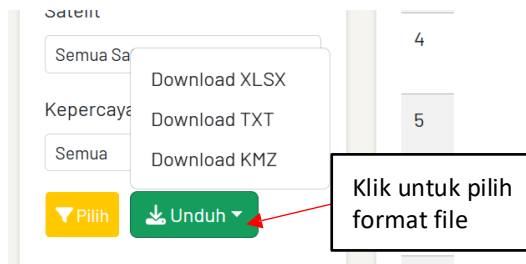 Satelit
Semua Sa
Kepercaya
Semua
Download XLSX
Download TXT
Download KMZ
Pilih
Unduh
4
5
Klik untuk pilih
format file